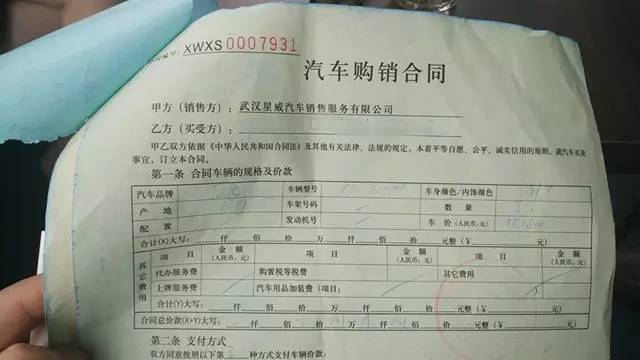 编号: XWXS 0007931
汽车购销合同
甲方（销售方）：武汉星威汽车销售服务有限公司
乙方（买受方）：
甲乙双方依据《中华人民共和国合同法》及其他有关法律、法规的规定，本着平等自愿、公平、诚实信用的原则，就汽车买卖
事宜，订立本合同。
第一条 合同车辆的规格及价款
汽车品牌 车辆型号 车身颜色/内饰颜色
产地 车架号码 数量
配置 发动机号 车价（人民币：元）
合计(X)大写： 仟 佰 拾 万 仟 佰 拾 元整（￥ ）
其它费用 项目 金额（人民币：元） 项目 金额（人民币：元） 项目 金额（人民币：元）
代办服务费 购置税等税费 其它费用
上牌服务费 汽车用品加装费（项目：
合计(Y)大写： 仟 佰 拾 万 仟 佰 拾 元整（￥ ）
合同总价款(X+Y)大写： 仟 佰 拾 万 仟 佰 拾 元整（￥
第二条 支付方式
双方同意按照以下第 种方式支付车辆价款：